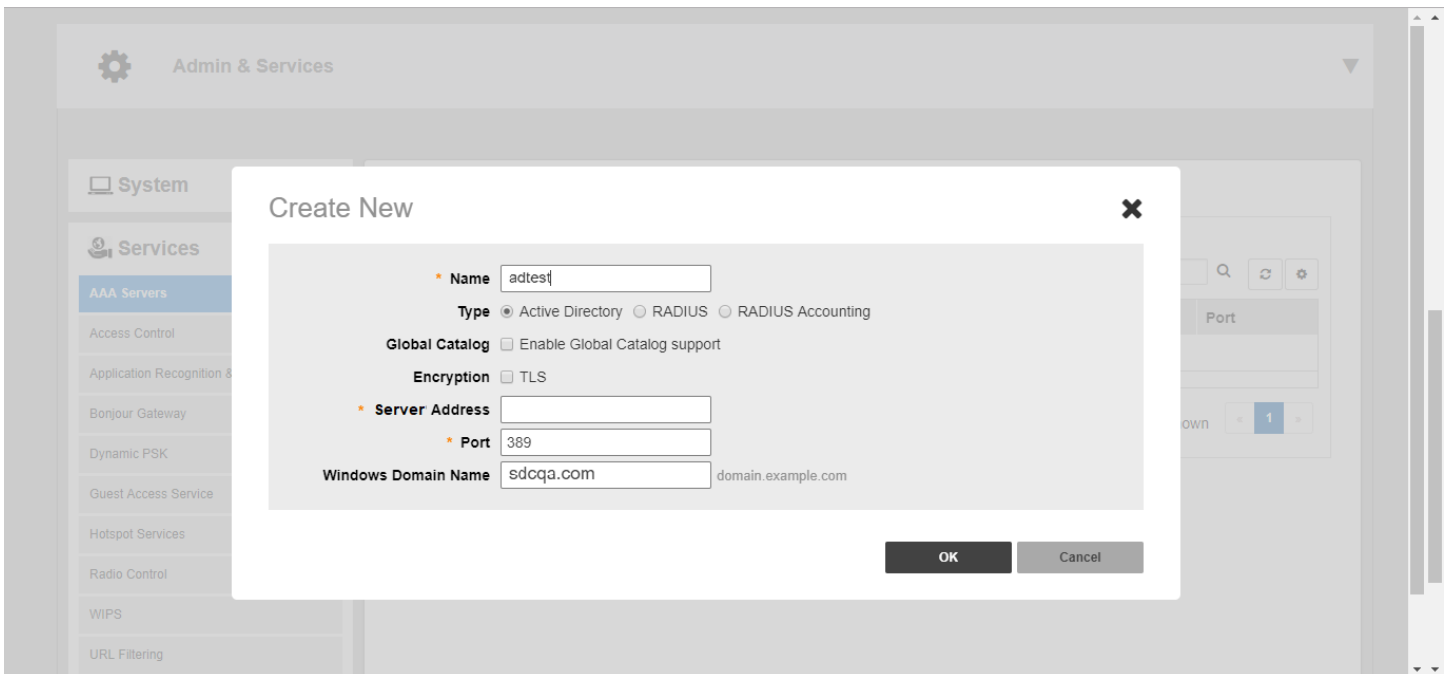 Admin & Services
System
Services
AAA Servers
Access Control
Application Recognition &
Bonjour Gateway
Dynamic PSK
Guest Access Service
Hotspot Services
Radio Control
WIPS
URL Filtering
Create New
* Name adtest
Type Active Directory RADIUS RADIUS Accounting
Global Catalog Enable Global Catalog support
Encryption TLS
* Server Address
* Port 389
Windows Domain Name sdcqa.com domain.example.com
OK Cancel
Port
own « 1 »